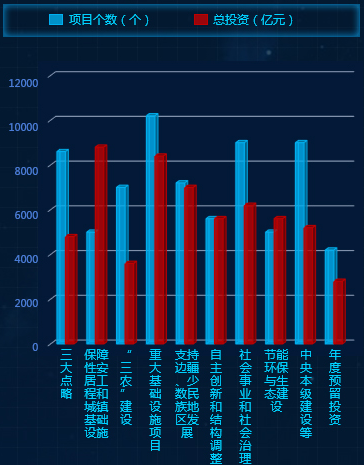 项目个数（个）
总投资（亿元）
12000
10000
8000
6000
4000
2000
0
三大点略
保障性安居工程和城镇基础设施
“三农”建设
重大基础设施项目
支持边疆、少数民族地区发展
自主创新和结构调整
社会事业和社会治理
节能环保与生态建设
中央本级建设等
年度预留投资